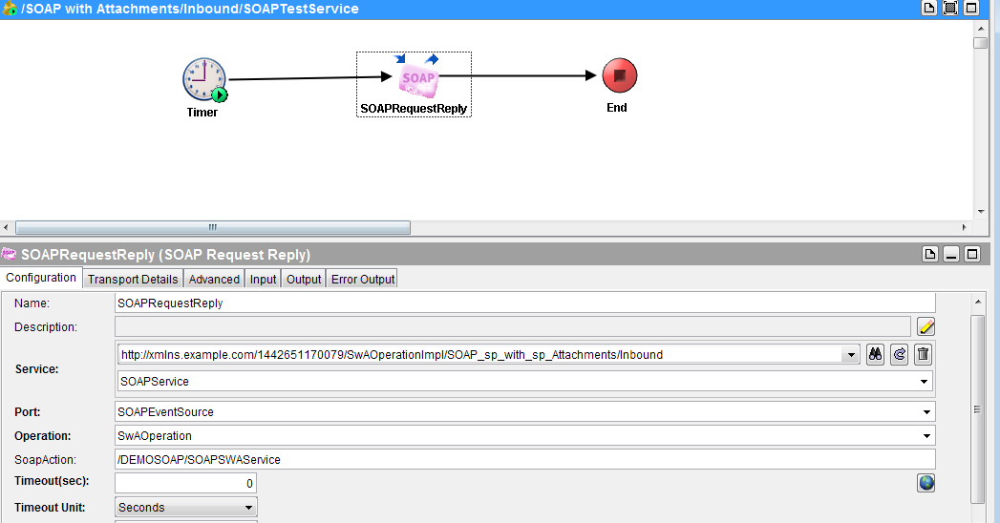 /SOAP with Attachments/Inbound/SOAPTestService
SOAP
Timer
SOAPRequestReply
End
SOAP SOAPRequestReply (SOAP Request Reply)
Configuration Transport Details Advanced Input Output Error Output
Name: SOAPRequestReply
Description:
http://xmlns.example.com/1442651170079/SwAOperationImpl/SOAP_sp_with_sp_Attachments/Inbound
Service:
SOAPService
Port: SOAPEventSource
Operation: SwAOperation
SoapAction: /DEMOSOAP/SOAPSWAService
Timeout(sec): 0
Timeout Unit: Seconds